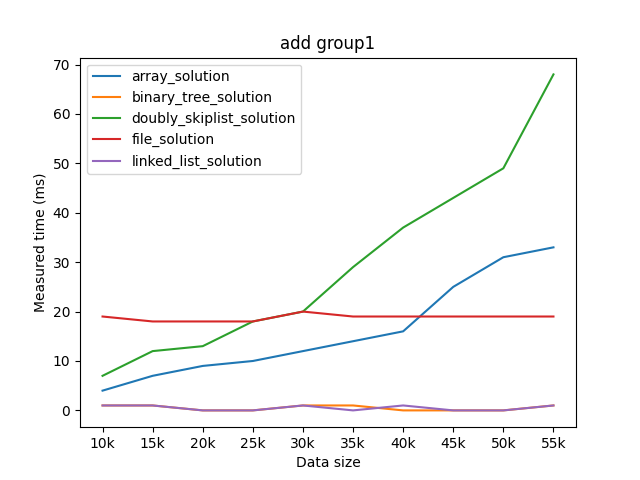 add group1
70
60
50
40
30
20
10
0
Measured time (ms)
array_solution
binary_tree_solution
doubly_skiplist_solution
file_solution
linked_list_solution
10k 15k 20k 25k 30k 35k 40k 45k 50k 55k
Data size